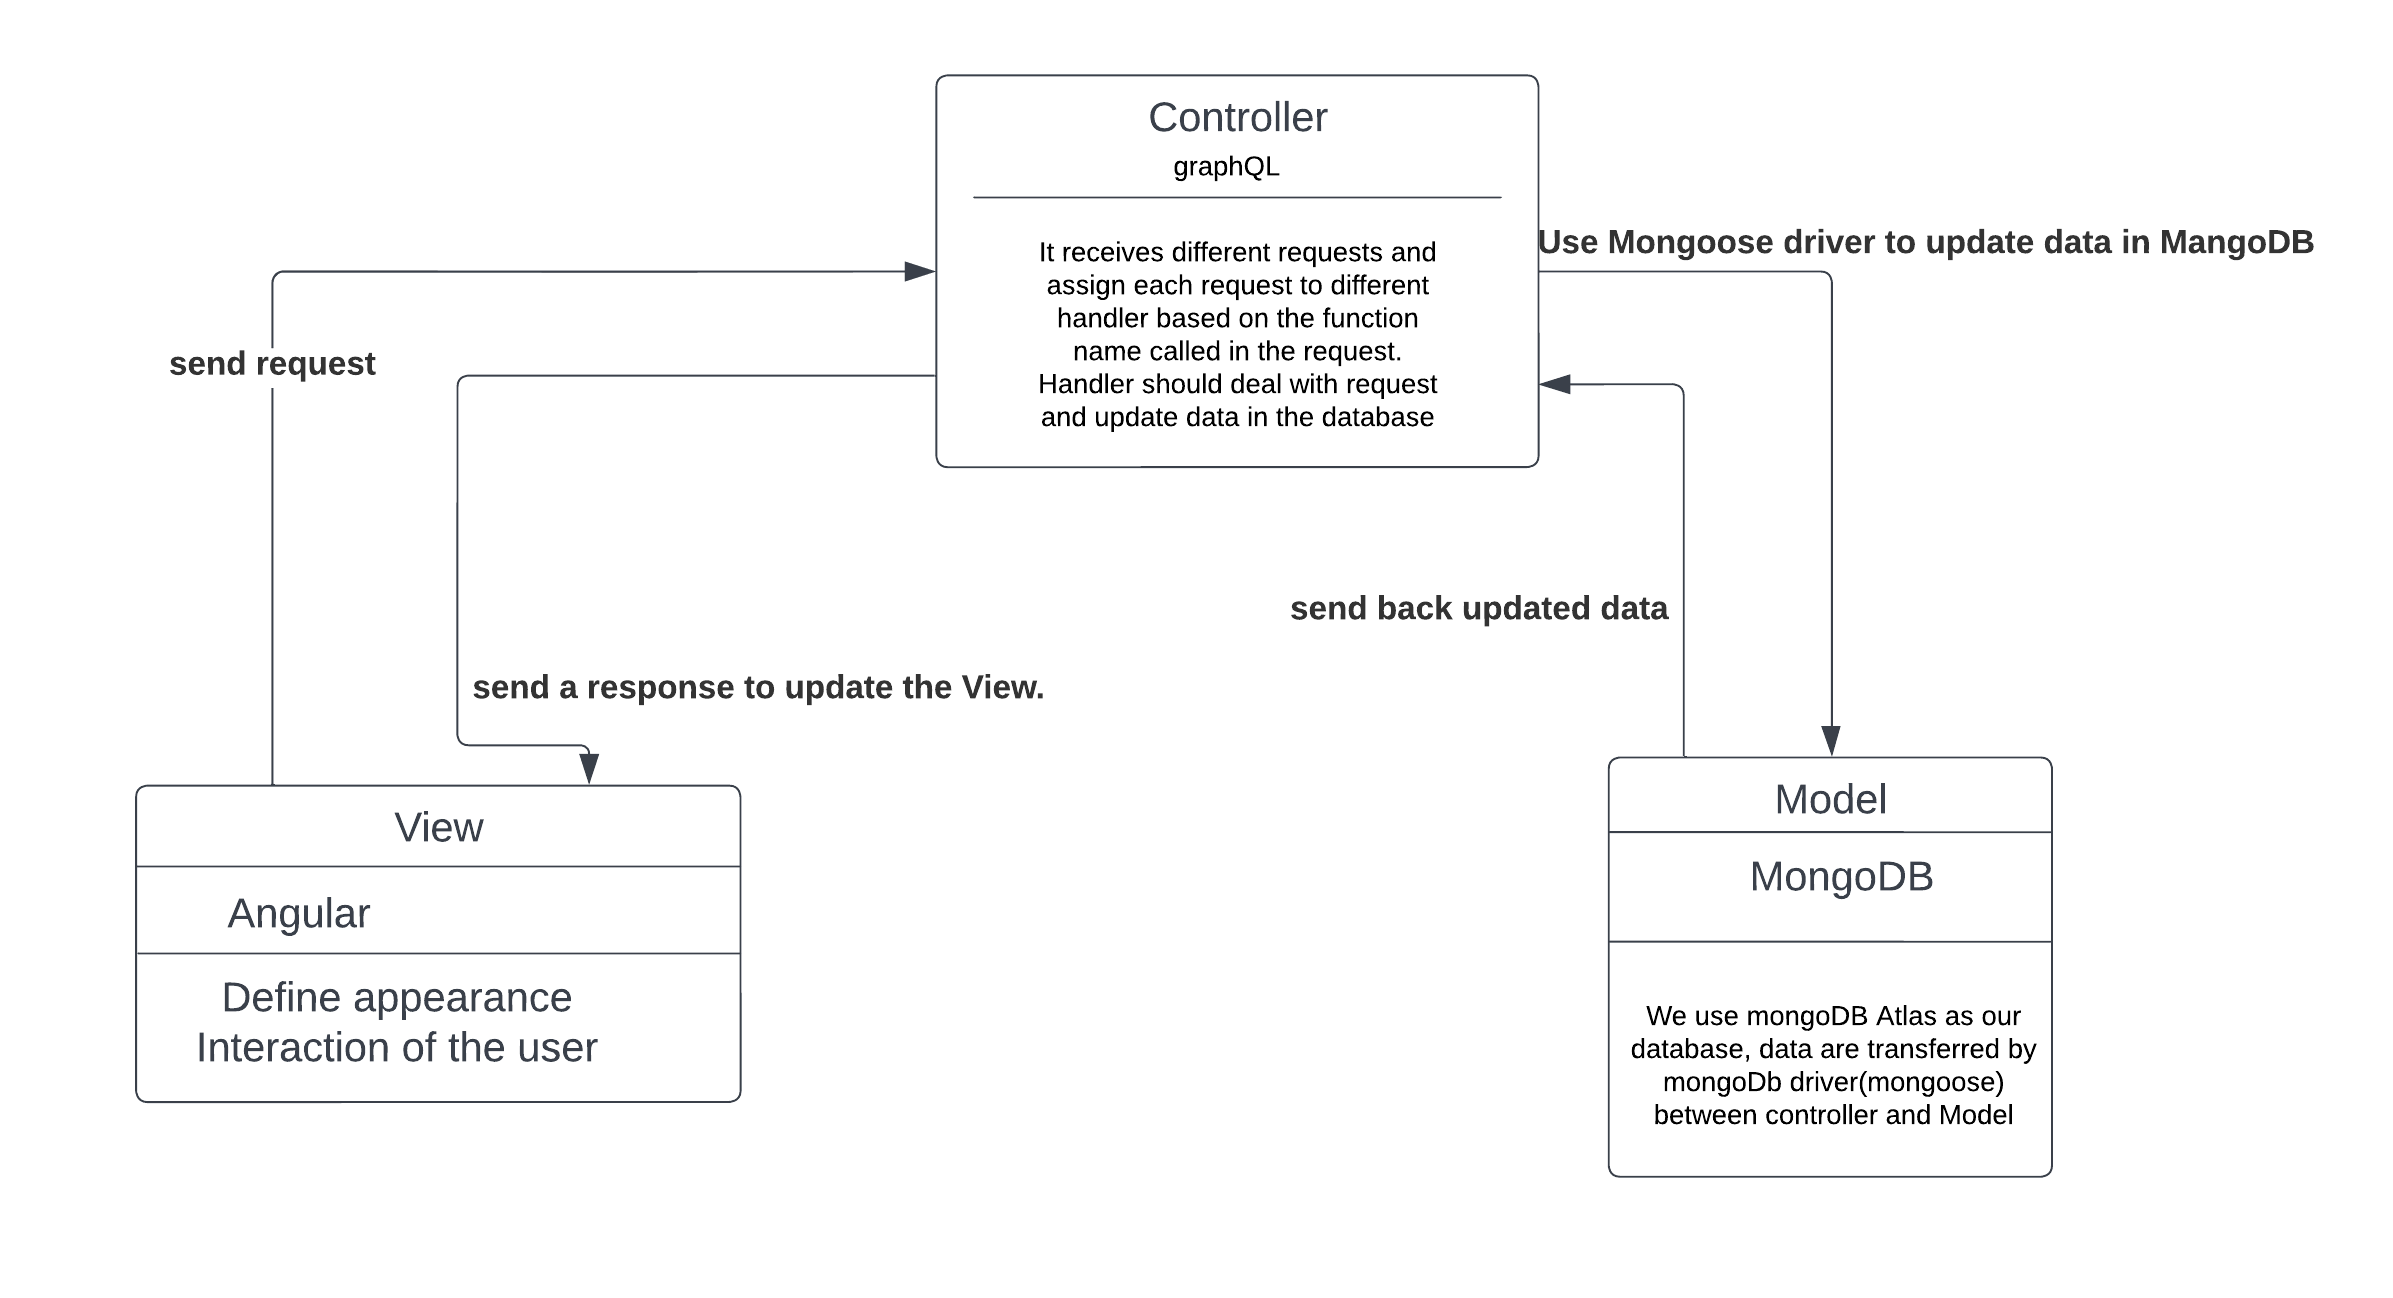 Controller
graphQL
It receives different requests and
assign each request to different
handler based on the function
name called in the request.
Handler should deal with request
and update data in the database
Use Mongoose driver to update data in MangoDB
send request
send back updated data
send a response to update the View.
View
Angular
Define appearance
Interaction of the user
Model
MongoDB
We use mongoDB Atlas as our
database, data are transferred by
mongoDb driver(mongoose)
between controller and Model